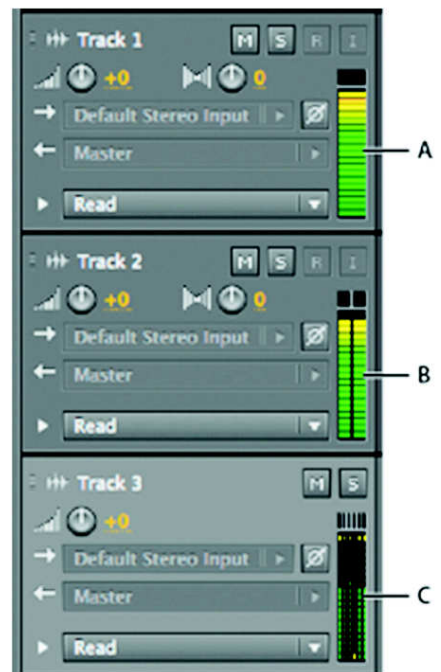 Track 1 M S R I
+0 0
Default Stereo Input
Master
Read
A
Track 2 M S R I
+0 0
Default Stereo Input
Master
Read
B
Track 3 M S
+0
Default Stereo Input
Master
Read
C